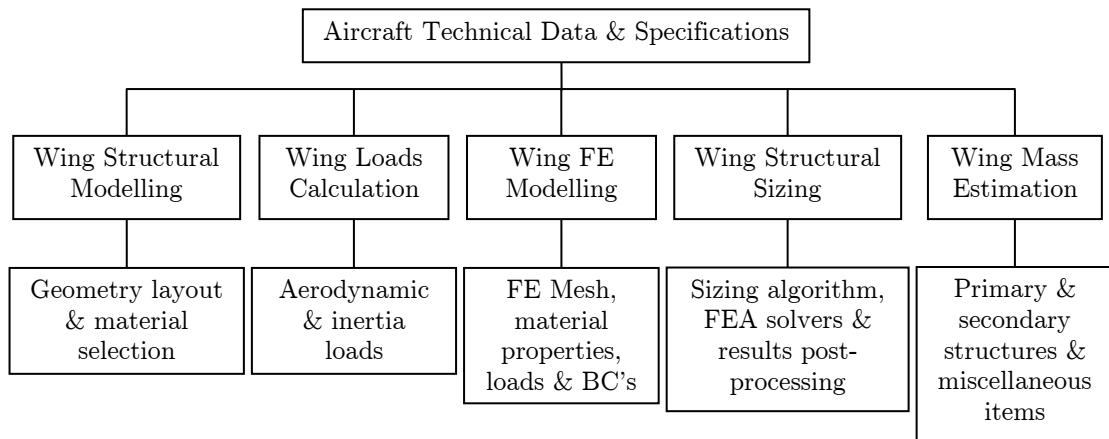 Aircraft Technical Data & Specifications
Wing Structural
Modelling
Wing Loads
Calculation
Wing FE
Modelling
Wing Structural
Sizing
Wing Mass
Estimation
Geometry layout
& material
selection
Aerodynamic
& inertia
loads
FE Mesh,
material
properties,
loads & BC's
Sizing algorithm,
FEA solvers &
results post-
processing
Primary &
secondary
structures &
miscellaneous
items